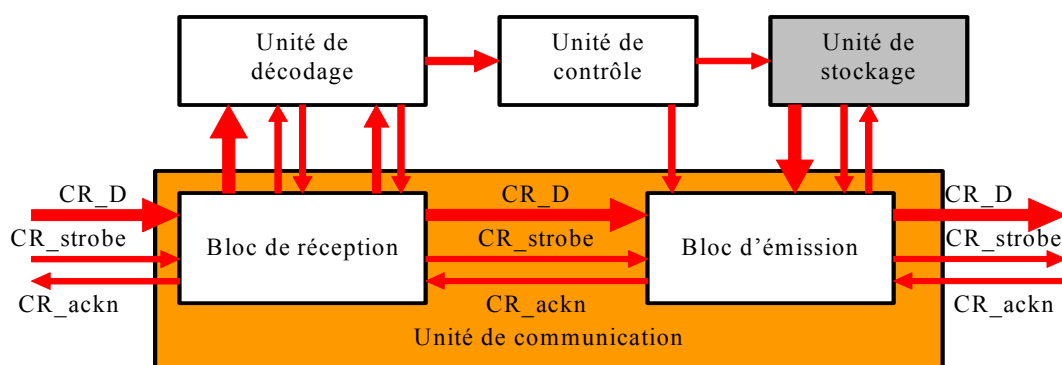 Unité de
décodage
Unité de
contrôle
Unité de
stockage
CR_D
CR_strobe
CR_ackn
Bloc de réception
CR_D
CR_strobe
CR_ackn
Bloc d'émission
CR_D
CR_strobe
CR_ackn
Unité de communication